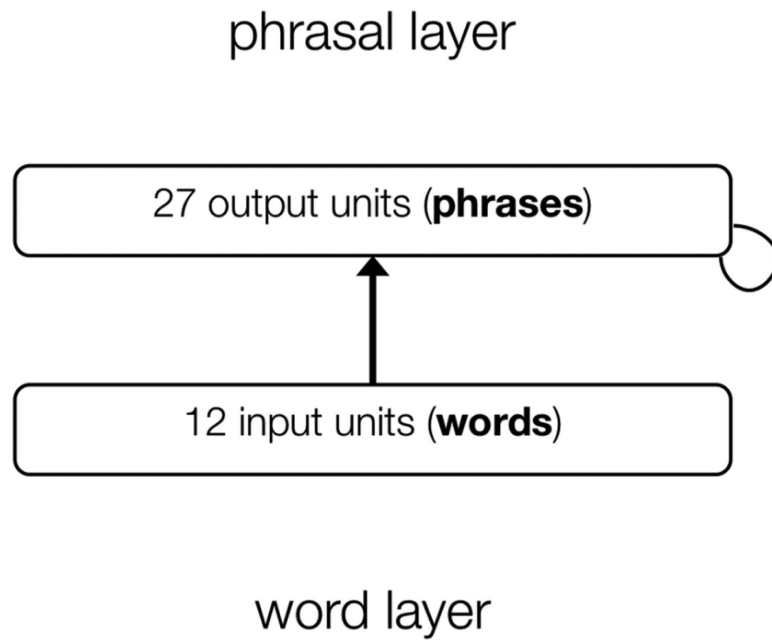 phrasal layer
27 output units (phrases)
12 input units (words)
word layer